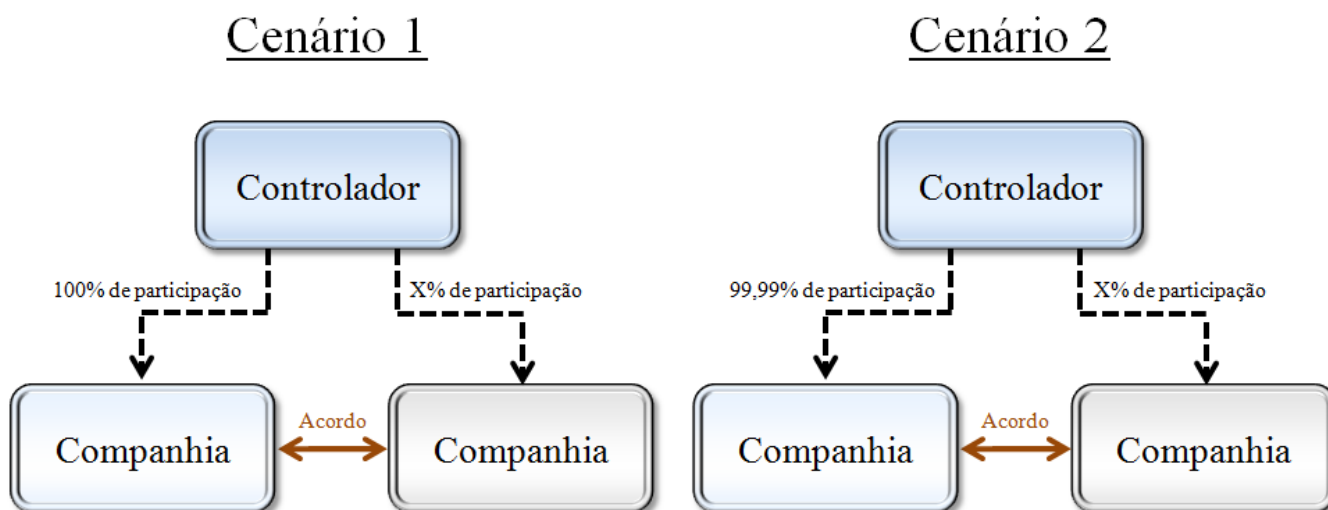 Cenário 1
Controlador
100% de participação
X% de participação
Companhia
Acordo
Companhia
Cenário 2
Controlador
99,99% de participação
X% de participação
Companhia
Acordo
Companhia